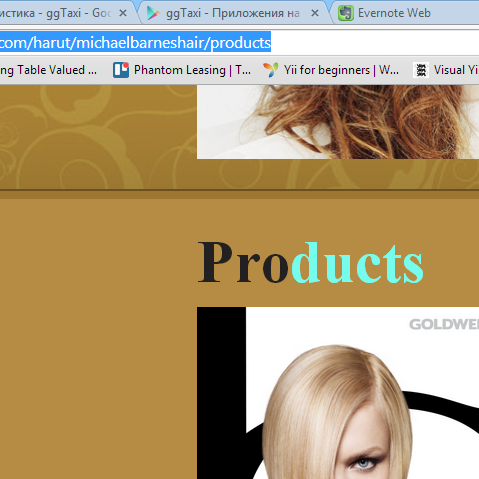 истика - ggTaxi - Goo
ggTaxi - Приложения на
Evernote Web
.com/harut/michaelbarneshair/products
ng Table Valued ...
Phantom Leasing | T...
Yii for beginners | W...
Visual Yi
Products
GOLDWE